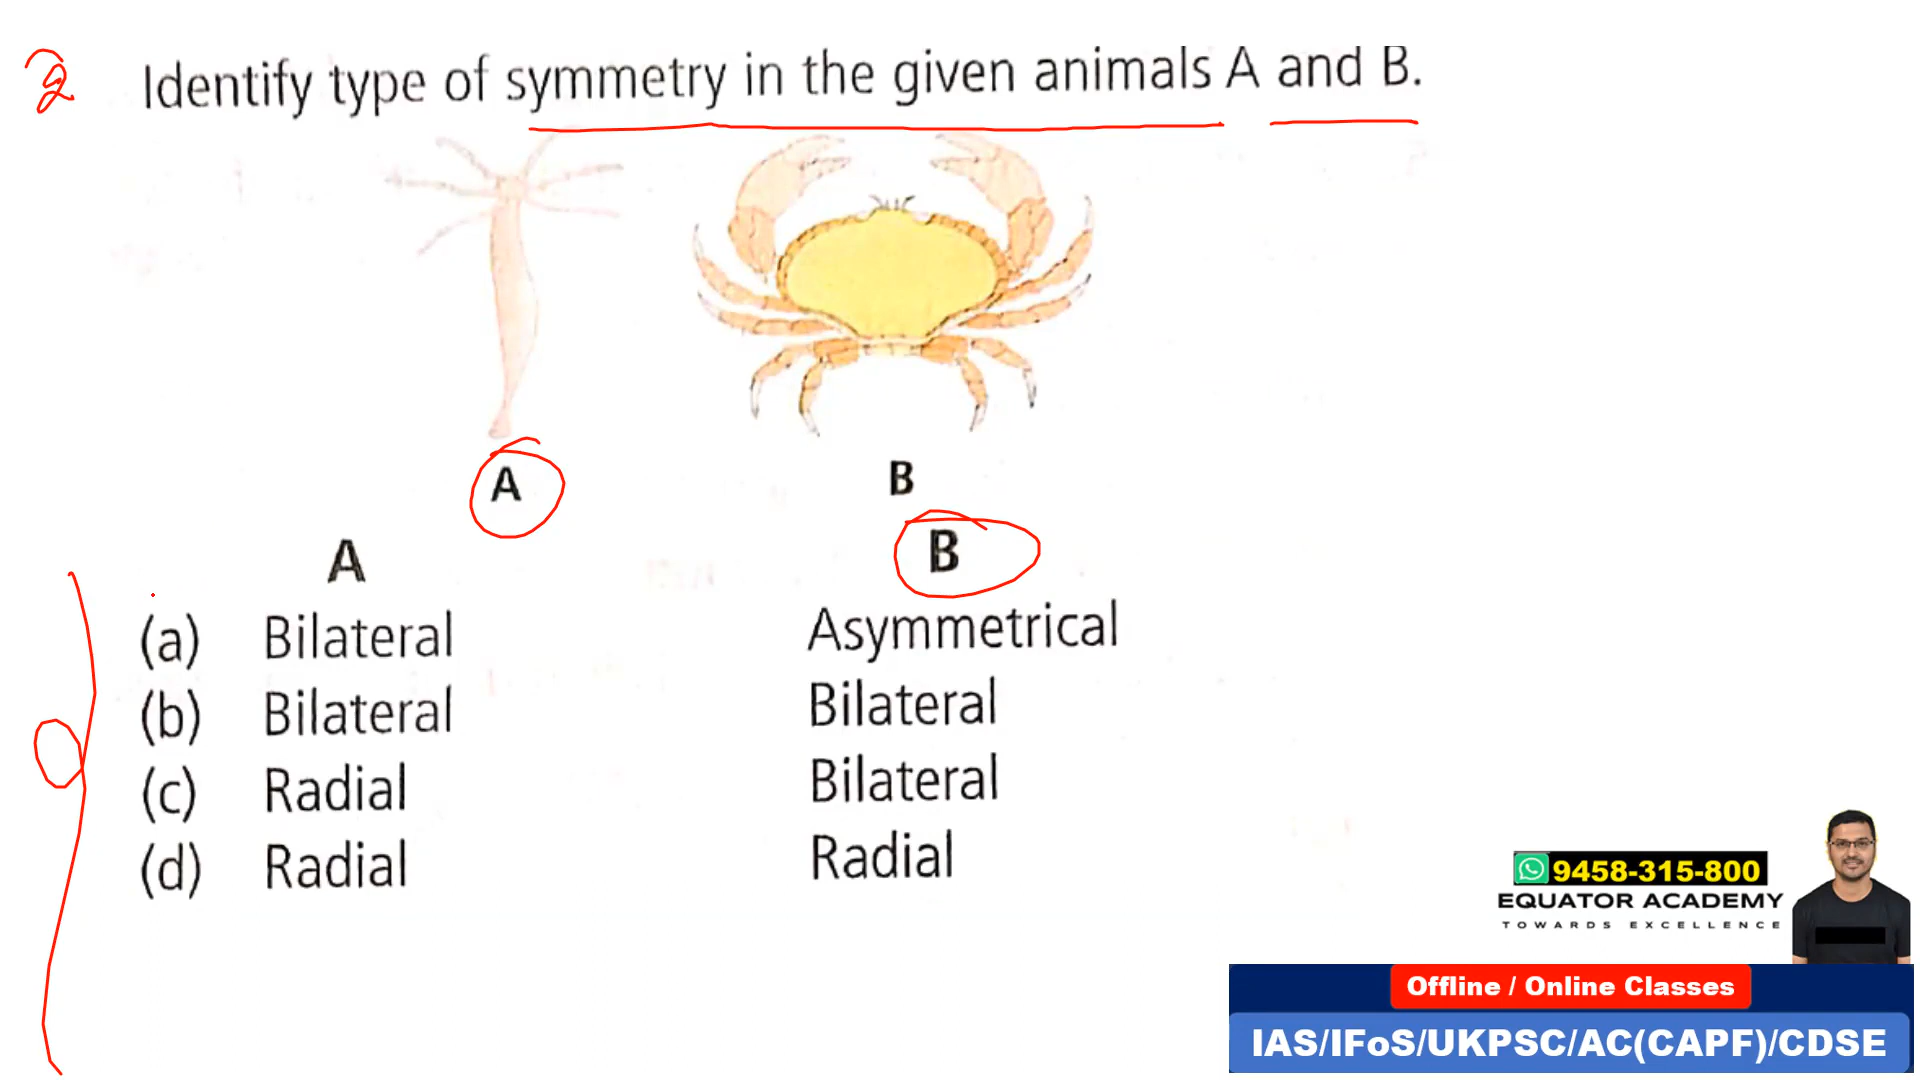 2 Identify type of symmetry in the given animals A and B.
A
B
A B
(a) Bilateral Asymmetrical
(b) Bilateral Bilateral
(c) Radial Bilateral
(d) Radial Radial
9458-315-800
EQUATOR ACADEMY
TOWARDS EXCELLENCE
Offline / Online Classes
IAS/IFoS/UKPSC/AC(CAPF)/CDSE